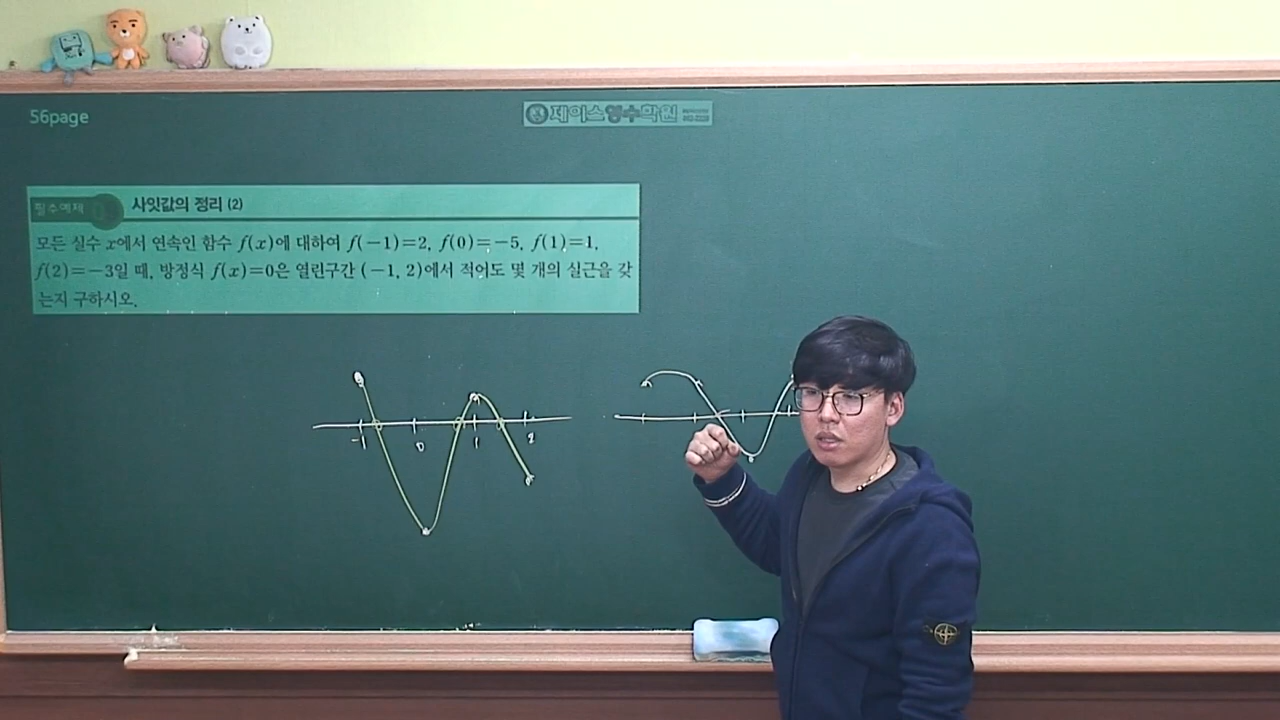 56page
제이스영수학원
필수예제
사잇값의 정리 (2)
모든 실수 x에서 연속인 함수 f(x)에 대하여 f(−1)=2, f(0)=−5, f(1)=1,
f(2)=−3일 때, 방정식 f(x)=0은 열린구간 (−1, 2)에서 적어도 몇 개의 실근을 갖
는지 구하시오.
-1 0 1 2